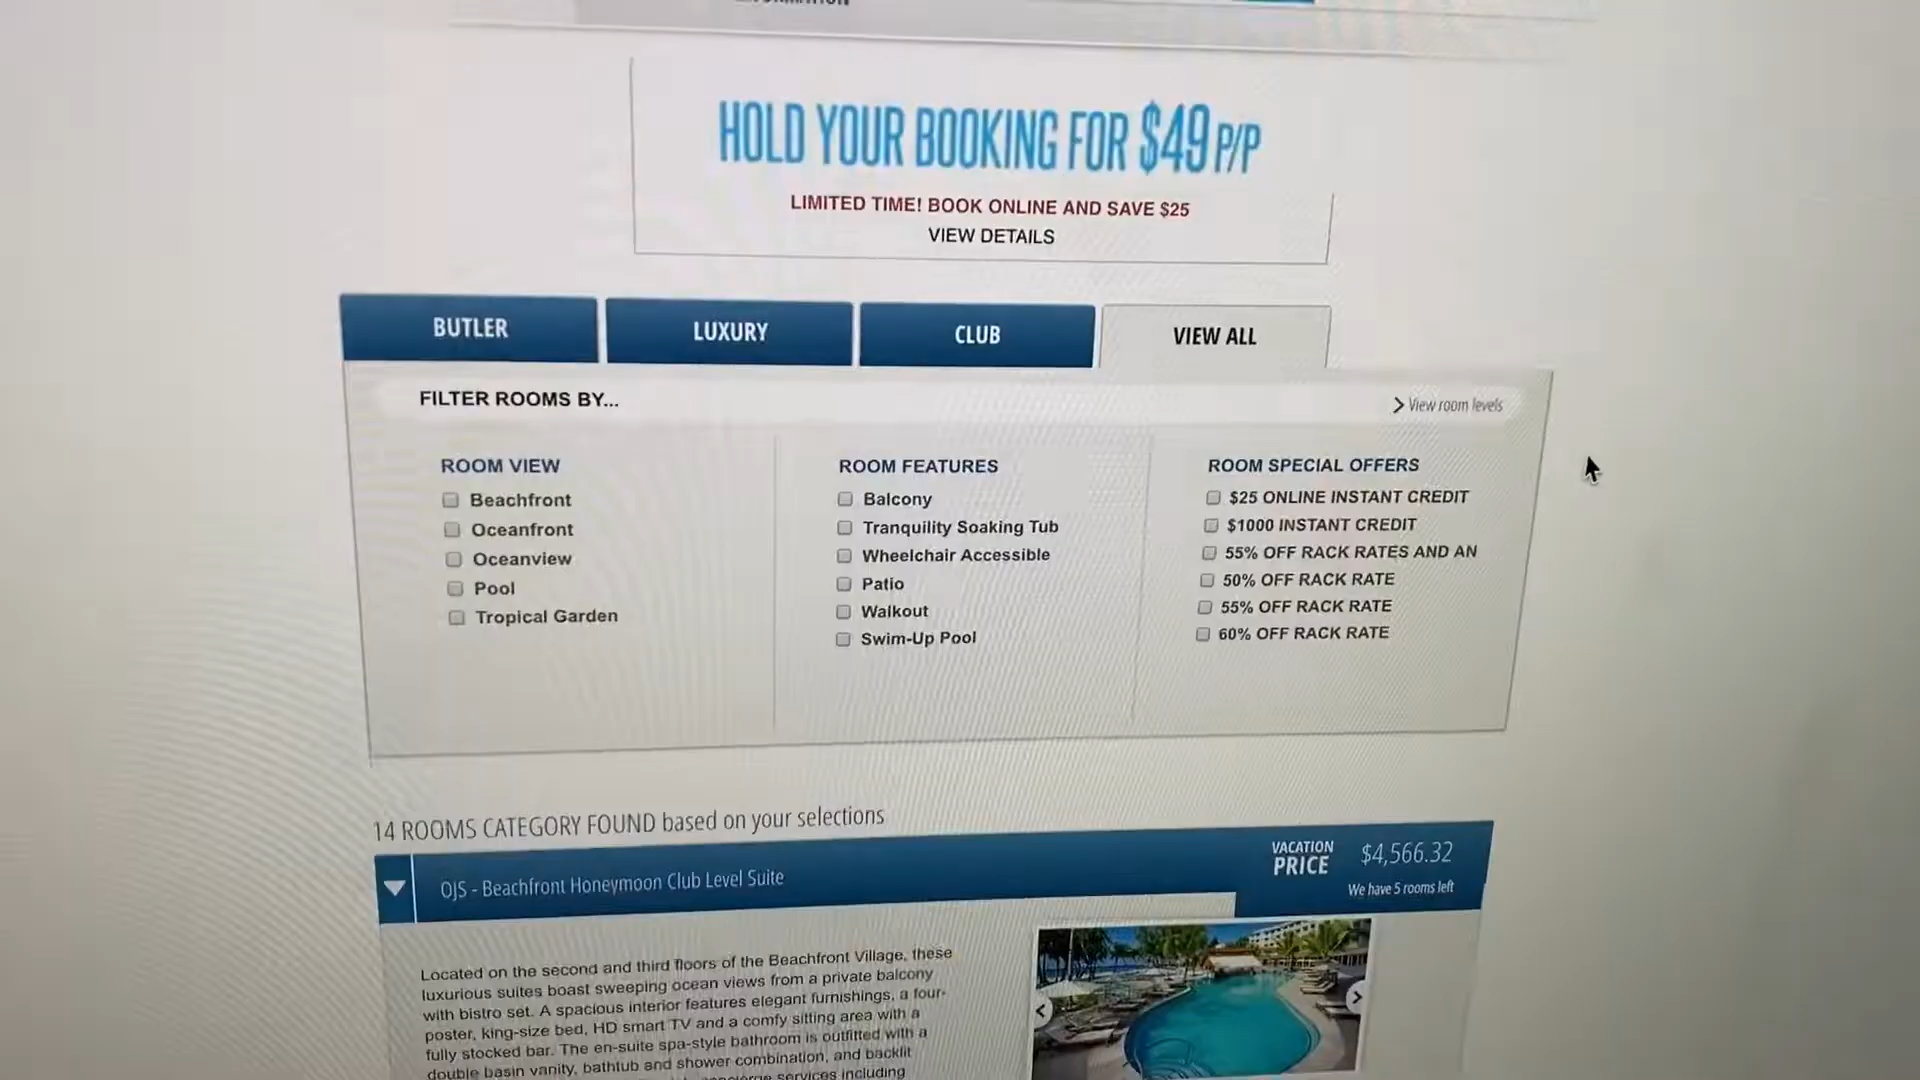 HOLD YOUR BOOKING FOR $49 P/P
LIMITED TIME! BOOK ONLINE AND SAVE $25
VIEW DETAILS
BUTLER
LUXURY
CLUB
VIEW ALL
FILTER ROOMS BY...
View room levels
ROOM VIEW
Beachfront
Oceanfront
Oceanview
Pool
Tropical Garden
ROOM FEATURES
Balcony
Tranquility Soaking Tub
Wheelchair Accessible
Patio
Walkout
Swim-Up Pool
ROOM SPECIAL OFFERS
$25 ONLINE INSTANT CREDIT
$1000 INSTANT CREDIT
55% OFF RACK RATES AND AN
50% OFF RACK RATE
55% OFF RACK RATE
60% OFF RACK RATE
14 ROOMS CATEGORY FOUND based on your selections
OJS - Beachfront Honeymoon Club Level Suite
VACATION
PRICE
$4,566.32
We have 5 rooms left
Located on the second and third floors of the Beachfront Village, these
luxurious suites boast sweeping ocean views from a private balcony
with bistro set. A spacious interior features elegant furnishings, a four-
poster, king-size bed, HD smart TV and a comfy sitting area with a
fully stocked bar. The en-suite spa-style bathroom is outfitted with a
double basin vanity, bathtub and shower combination, and backlit
services including